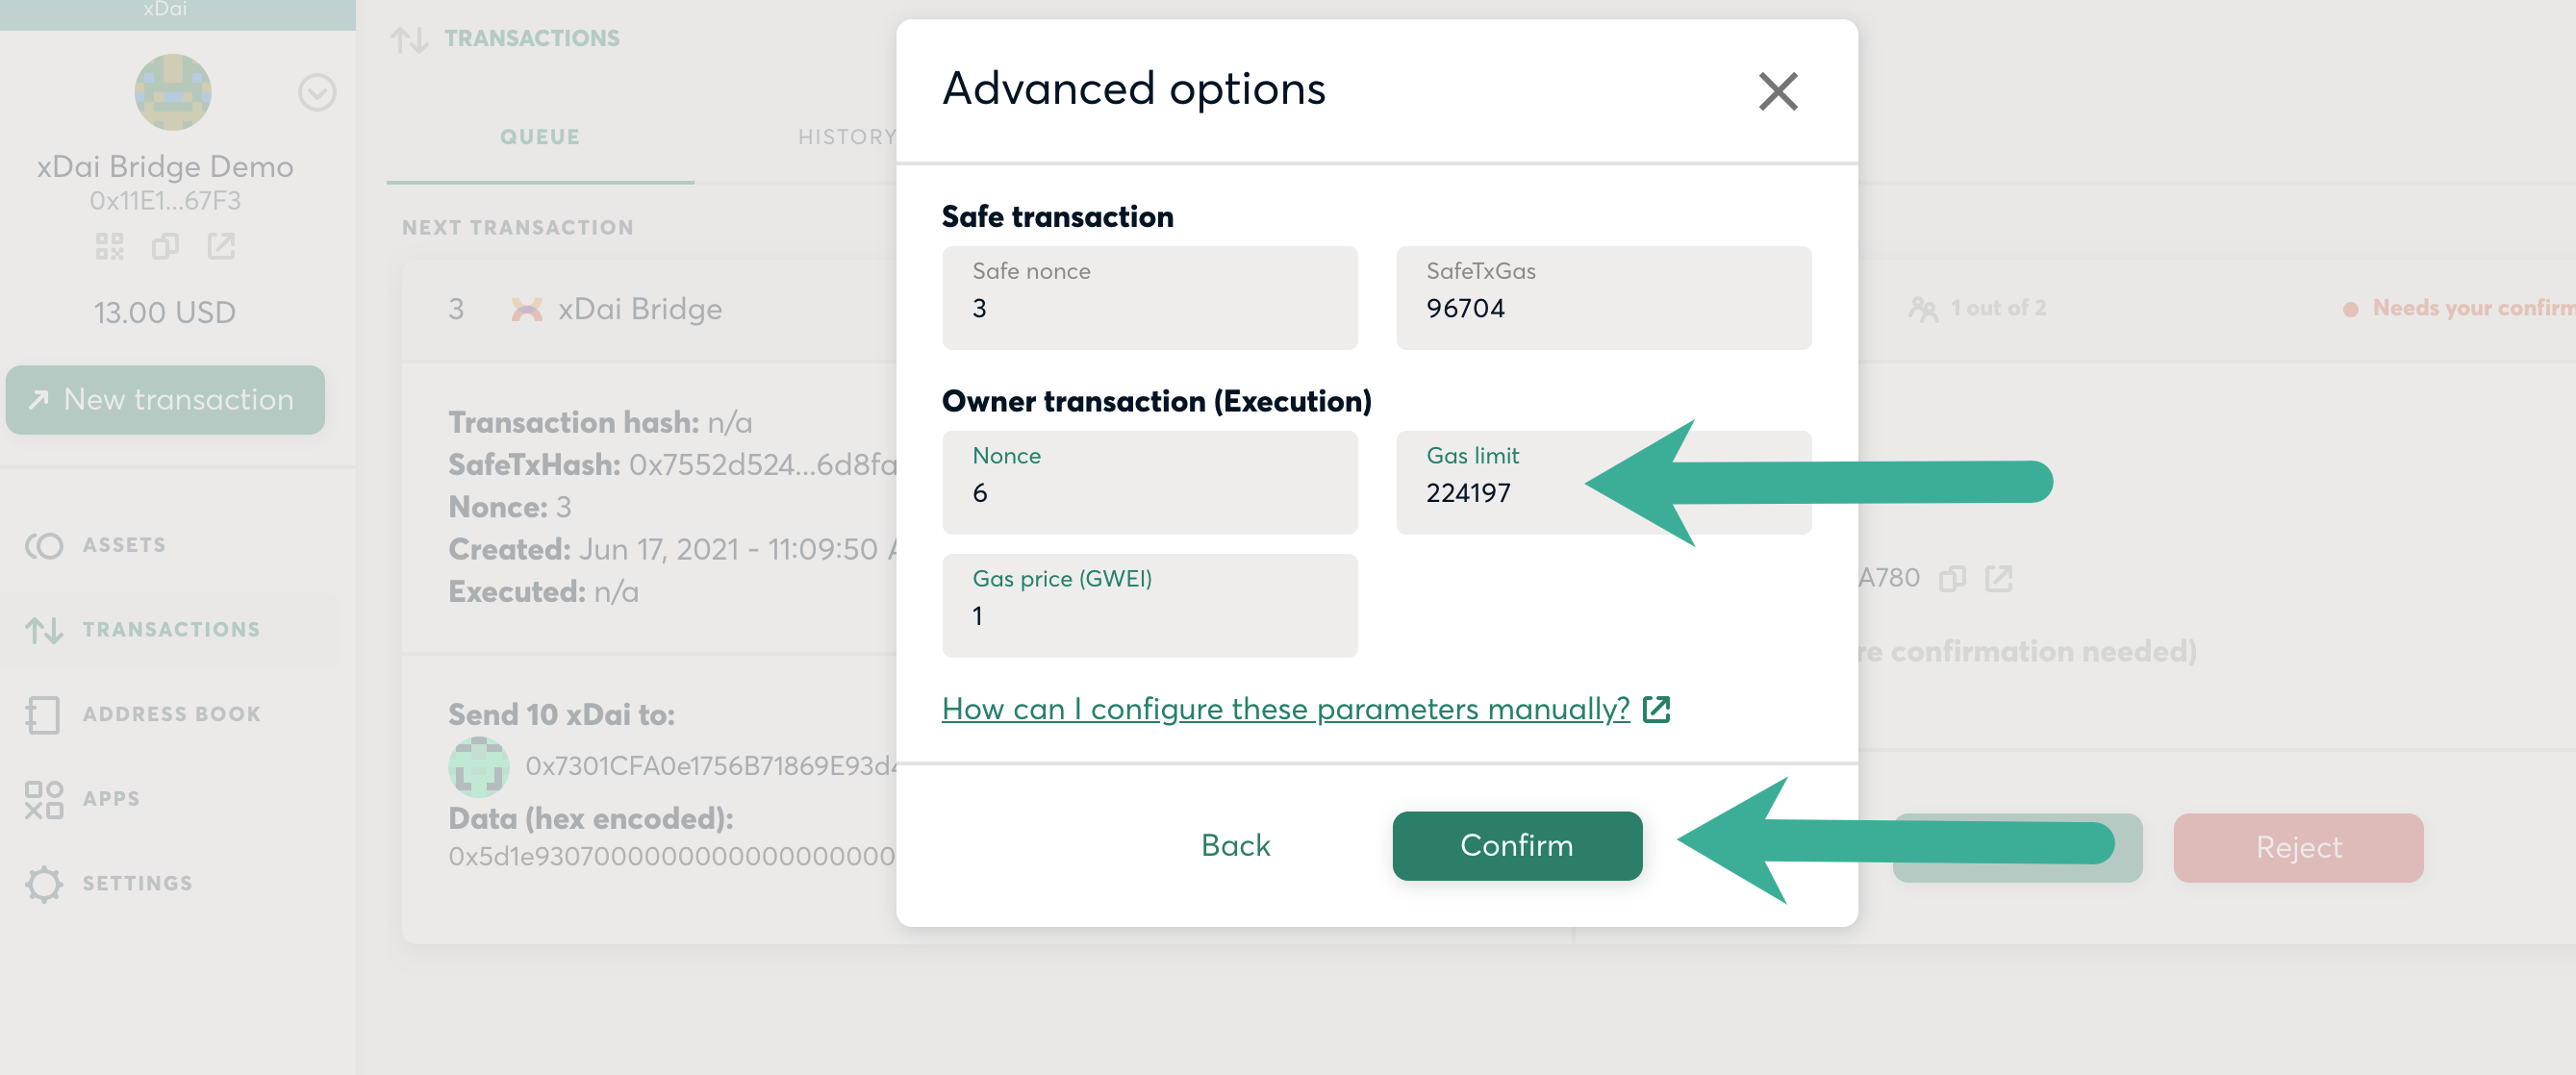 xDai
xDai Bridge Demo
0x11E1...67F3
13.00 USD
New transaction
ASSETS
TRANSACTIONS
ADDRESS BOOK
APPS
SETTINGS
TRANSACTIONS
QUEUE
HISTORY
NEXT TRANSACTION
3 xDai Bridge
1 out of 2
Needs your confirm
Transaction hash: n/a
SafeTxHash: 0x7552d524...6d8fa
Nonce: 3
Created: Jun 17, 2021 - 11:09:50 A
Executed: n/a
Send 10 xDai to:
0x7301CFA0e1756B71869E93d4
Data (hex encoded):
0x5d1e930700000000000000000
A780
re confirmation needed)
Reject
Advanced options
Safe transaction
Safe nonce
3
SafeTxGas
96704
Owner transaction (Execution)
Nonce
6
Gas limit
224197
Gas price (GWEI)
1
How can I configure these parameters manually?
Back
Confirm